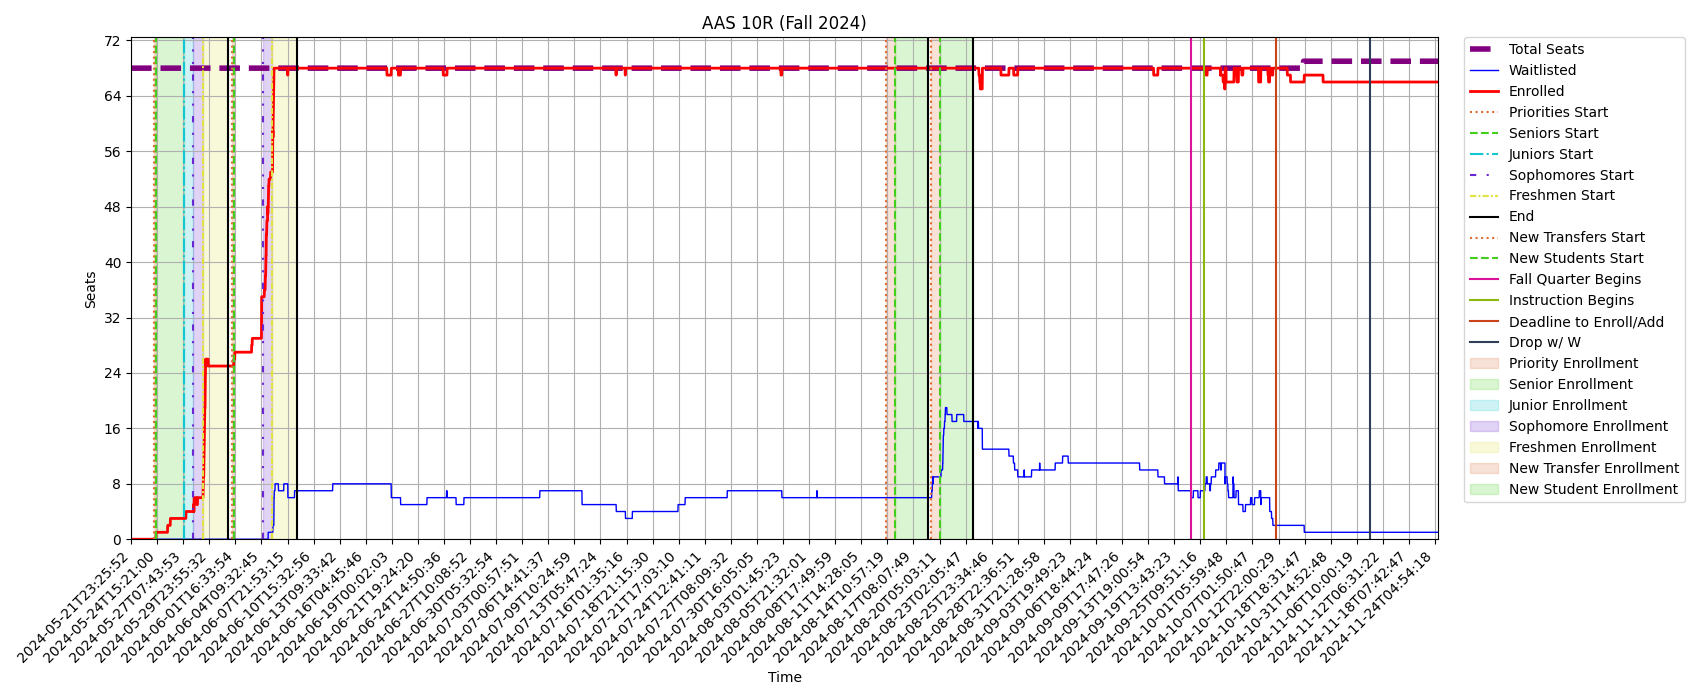 AAS 10R (Fall 2024)
Seats
72
64
56
48
40
32
24
16
8
0
2024-05-21T23:25:52
2024-05-24T15:21:00
2024-05-27T07:43:53
2024-05-29T23:55:32
2024-06-01T16:33:54
2024-06-04T09:32:45
2024-06-07T21:53:15
2024-06-10T15:32:56
2024-06-13T09:33:42
2024-06-16T04:45:46
2024-06-19T00:02:03
2024-06-21T19:24:20
2024-06-24T14:50:36
2024-06-27T10:08:52
2024-06-30T05:32:54
2024-07-03T00:57:51
2024-07-06T14:41:37
2024-07-09T10:24:59
2024-07-13T05:47:24
2024-07-16T01:35:16
2024-07-18T21:15:30
2024-07-21T17:03:10
2024-07-24T12:41:11
2024-07-27T08:09:32
2024-07-30T16:05:05
2024-08-03T01:45:23
2024-08-05T21:32:01
2024-08-08T17:49:59
2024-08-11T14:28:05
2024-08-14T10:57:19
2024-08-17T08:07:49
2024-08-20T05:03:11
2024-08-23T02:05:47
2024-08-25T23:34:46
2024-08-28T22:36:51
2024-08-31T21:28:58
2024-09-03T19:49:23
2024-09-06T18:44:24
2024-09-09T17:47:26
2024-09-13T19:00:54
2024-09-19T13:43:23
2024-09-25T09:51:16
2024-10-01T05:59:48
2024-10-07T01:50:47
2024-10-12T22:00:29
2024-10-18T18:31:47
2024-10-31T14:52:48
2024-11-06T10:00:19
2024-11-12T06:31:22
2024-11-18T07:42:47
2024-11-24T04:54:18
Time
Total Seats
Waitlisted
Enrolled
Priorities Start
Seniors Start
Juniors Start
Sophomores Start
Freshmen Start
End
New Transfers Start
New Students Start
Fall Quarter Begins
Instruction Begins
Deadline to Enroll/Add
Drop w/ W
Priority Enrollment
Senior Enrollment
Junior Enrollment
Sophomore Enrollment
Freshmen Enrollment
New Transfer Enrollment
New Student Enrollment